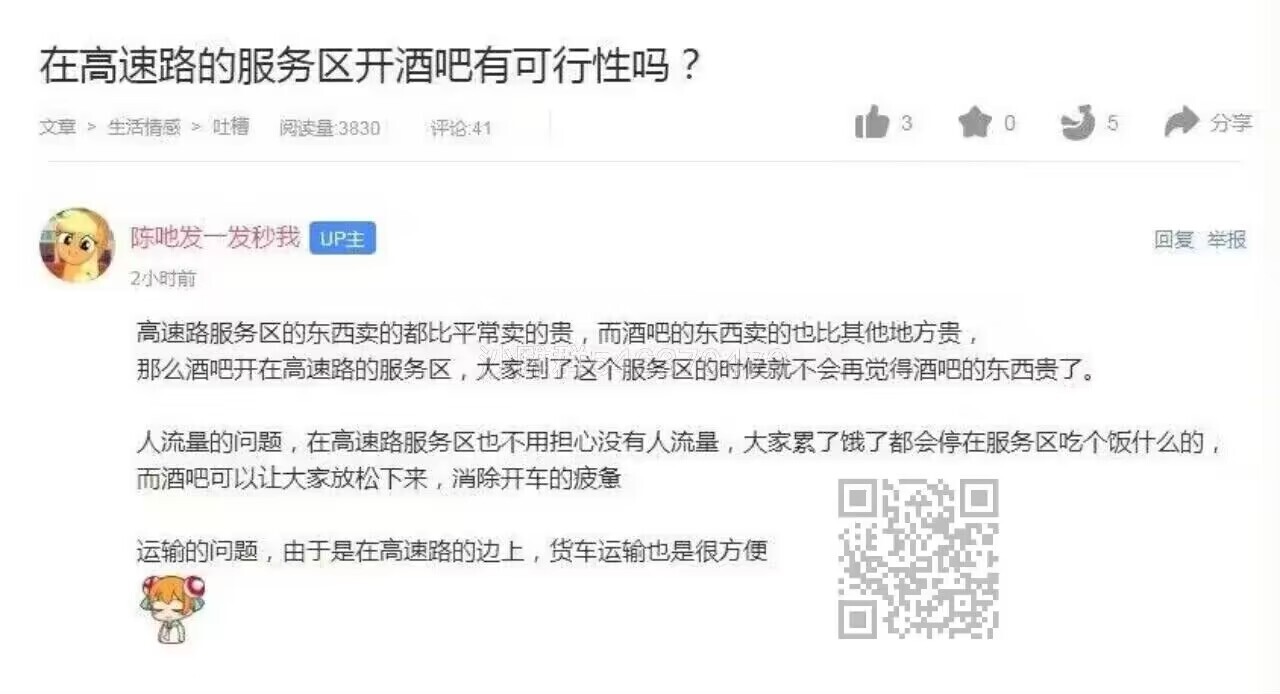 在高速路的服务区开酒吧有可行性吗？
文章 > 生活情感 > 吐槽 阅读量:3830 评论:41 3 0 5 分享
陈吔发一发秒我 UP主 回复 举报
2小时前
高速路服务区的东西卖的都比平常卖的贵，而酒吧的东西卖的也比其他地方贵，
那么酒吧开在高速路的服务区，大家到了这个服务区的时候就不会再觉得酒吧的东西贵了。
人流量的问题，在高速路服务区也不用担心没有人流量，大家累了饿了都会停在服务区吃个饭什么的，
而酒吧可以让大家放松下来，消除开车的疲惫
运输的问题，由于是在高速路的边上，货车运输也是很方便